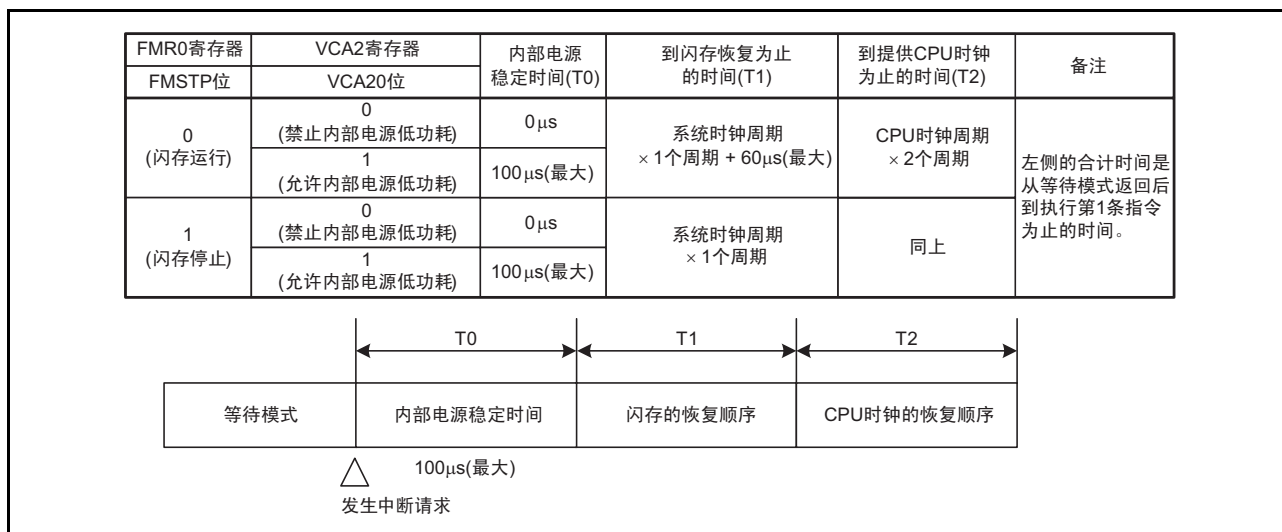 FMR0寄存器
FMSTP位
VCA2寄存器
VCA20位
内部电源
稳定时间(T0)
到闪存恢复为止
的时间(T1)
到提供CPU时钟
为止的时间(T2)
备注
0
(闪存运行)
0
(禁止内部电源低功耗)
0μs
1
(允许内部电源低功耗)
100μs(最大)
系统时钟周期
× 1个周期 + 60μs(最大)
CPU时钟周期
× 2个周期
左侧的合计时间是
从等待模式返回后
到执行第1条指令
为止的时间。
1
(闪存停止)
0
(禁止内部电源低功耗)
0μs
1
(允许内部电源低功耗)
100μs(最大)
系统时钟周期
× 1个周期
同上
T0
T1
T2
等待模式
内部电源稳定时间
闪存的恢复顺序
CPU时钟的恢复顺序
100μs(最大)
发生中断请求